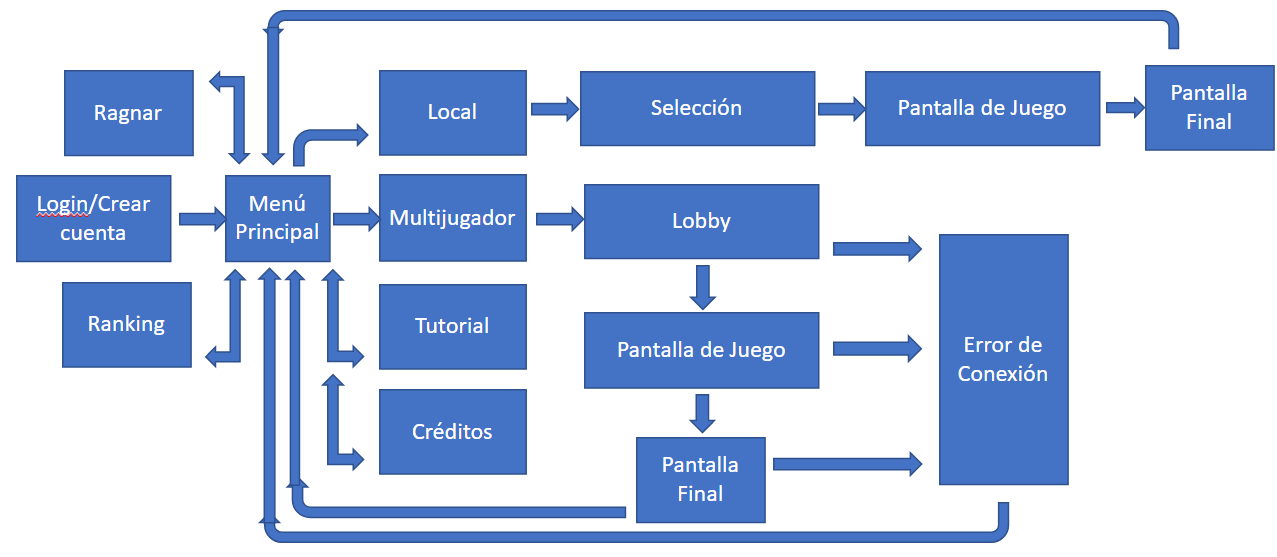 Ragnar
Local
Selección
Pantalla de Juego
Pantalla
Final
Login/Crear
cuenta
Menú
Principal
Multijugador
Lobby
Ranking
Tutorial
Pantalla de Juego
Error de
Conexión
Créditos
Pantalla
Final